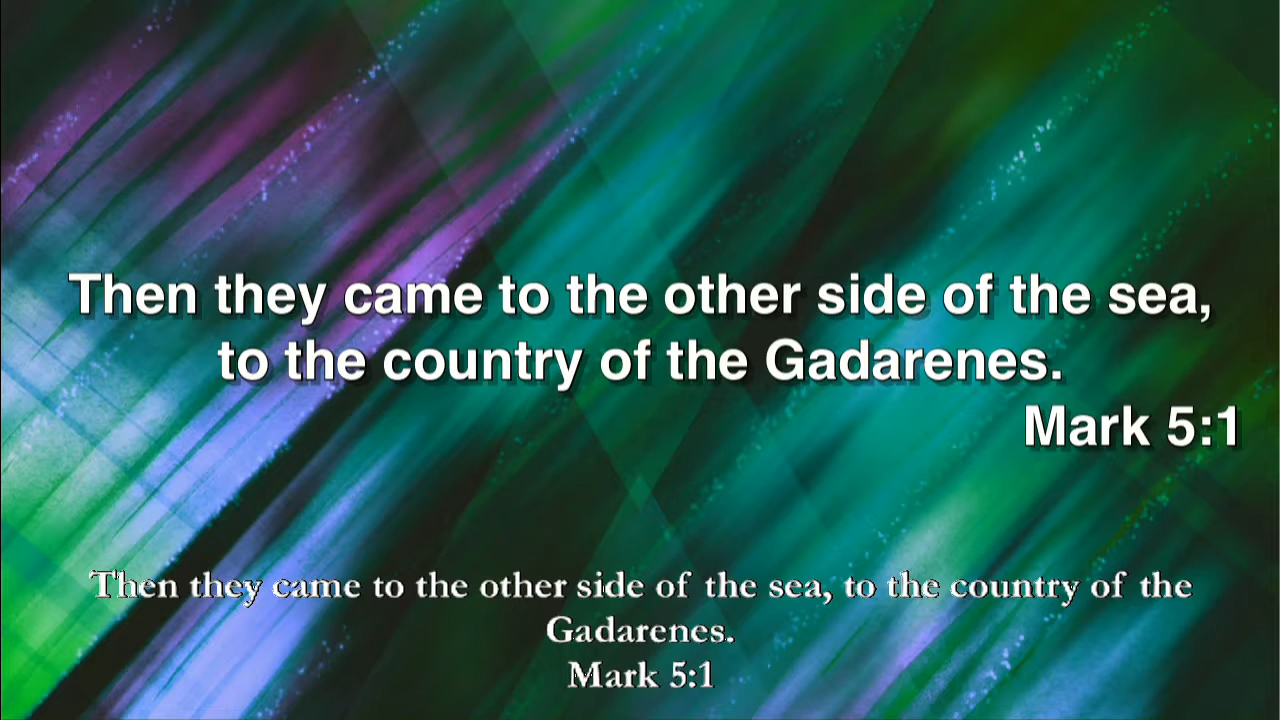 Then they came to the other side of the sea,
to the country of the Gadarenes.
Mark 5:1
Then they came to the other side of the sea, to the country of the
Gadarenes.
Mark 5:1